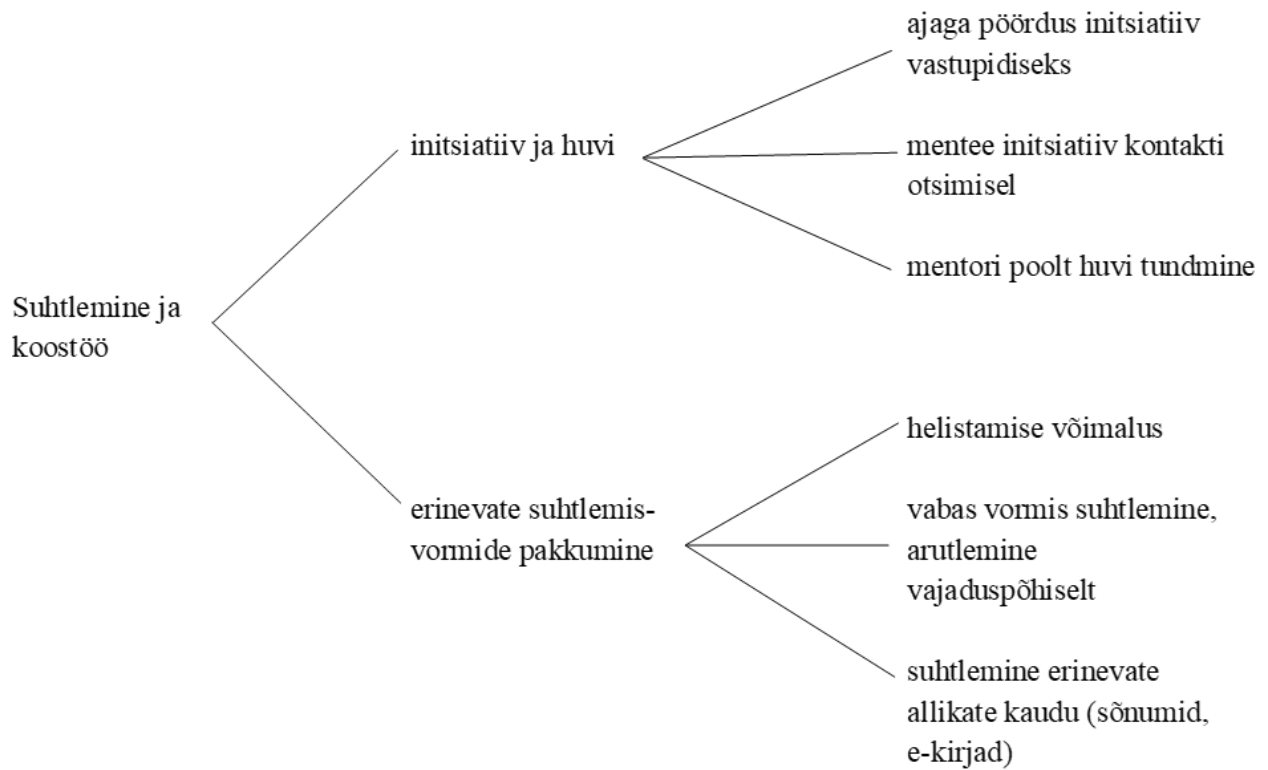 ajaga pöördus initsiatiiv
vastupidiseks
initsiatiiv ja huvi
mentee initsiatiiv kontakti
otsimisel
mentori poolt huvi tundmine
Suhtlemine ja
koostöö
helistamise võimalus
erinevate suhtlemis-
vormide pakkumine
vabas vormis suhtlemine,
arutlemine
vajaduspõhiselt
suhtlemine erinevate
allikate kaudu (sõnumid,
e-kirjad)